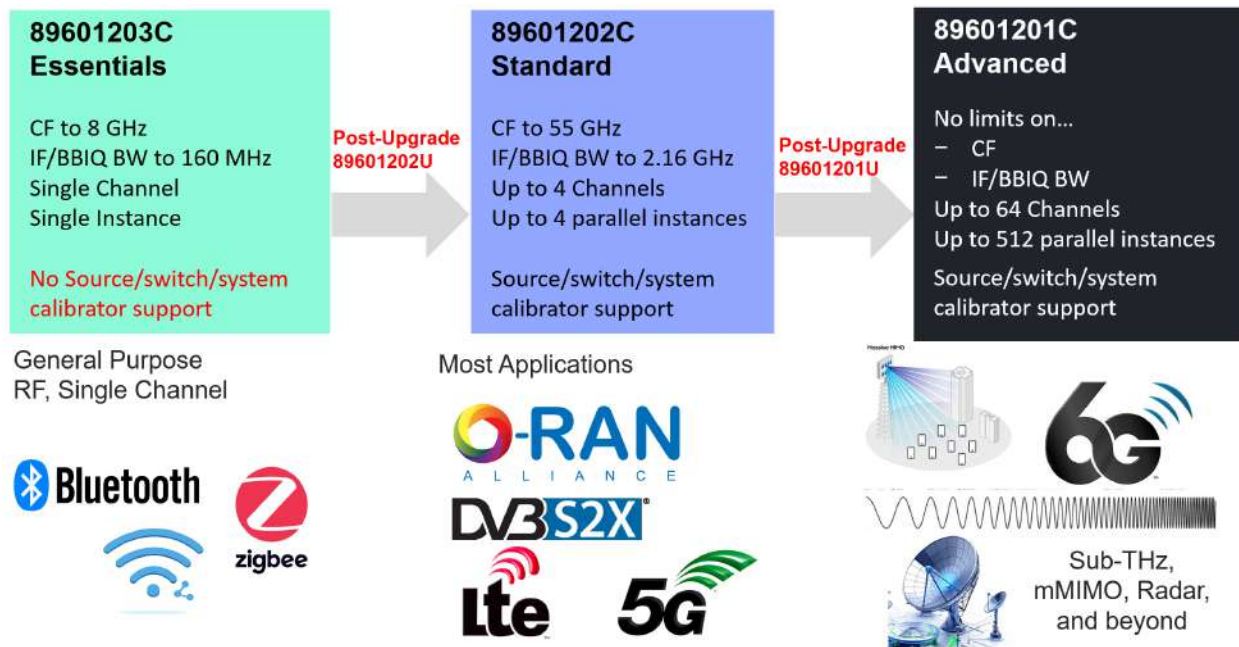 89601203C
Essentials
CF to 8 GHz
IF/BBIQ BW to 160 MHz
Single Channel
Single Instance
No Source/switch/system
calibrator support
Post-Upgrade
89601202U
89601202C
Standard
CF to 55 GHz
IF/BBIQ BW to 2.16 GHz
Up to 4 Channels
Up to 4 parallel instances
Source/switch/system
calibrator support
Post-Upgrade
89601201U
89601201C
Advanced
No limits on...
– CF
– IF/BBIQ BW
Up to 64 Channels
Up to 512 parallel instances
Source/switch/system
calibrator support
General Purpose
RF, Single Channel
Bluetooth
zigbee
Most Applications
O-RAN
ALLIANCE
DVB S2X
Lte
5G
Massive MIMO
6G
Sub-THz,
mMIMO, Radar,
and beyond